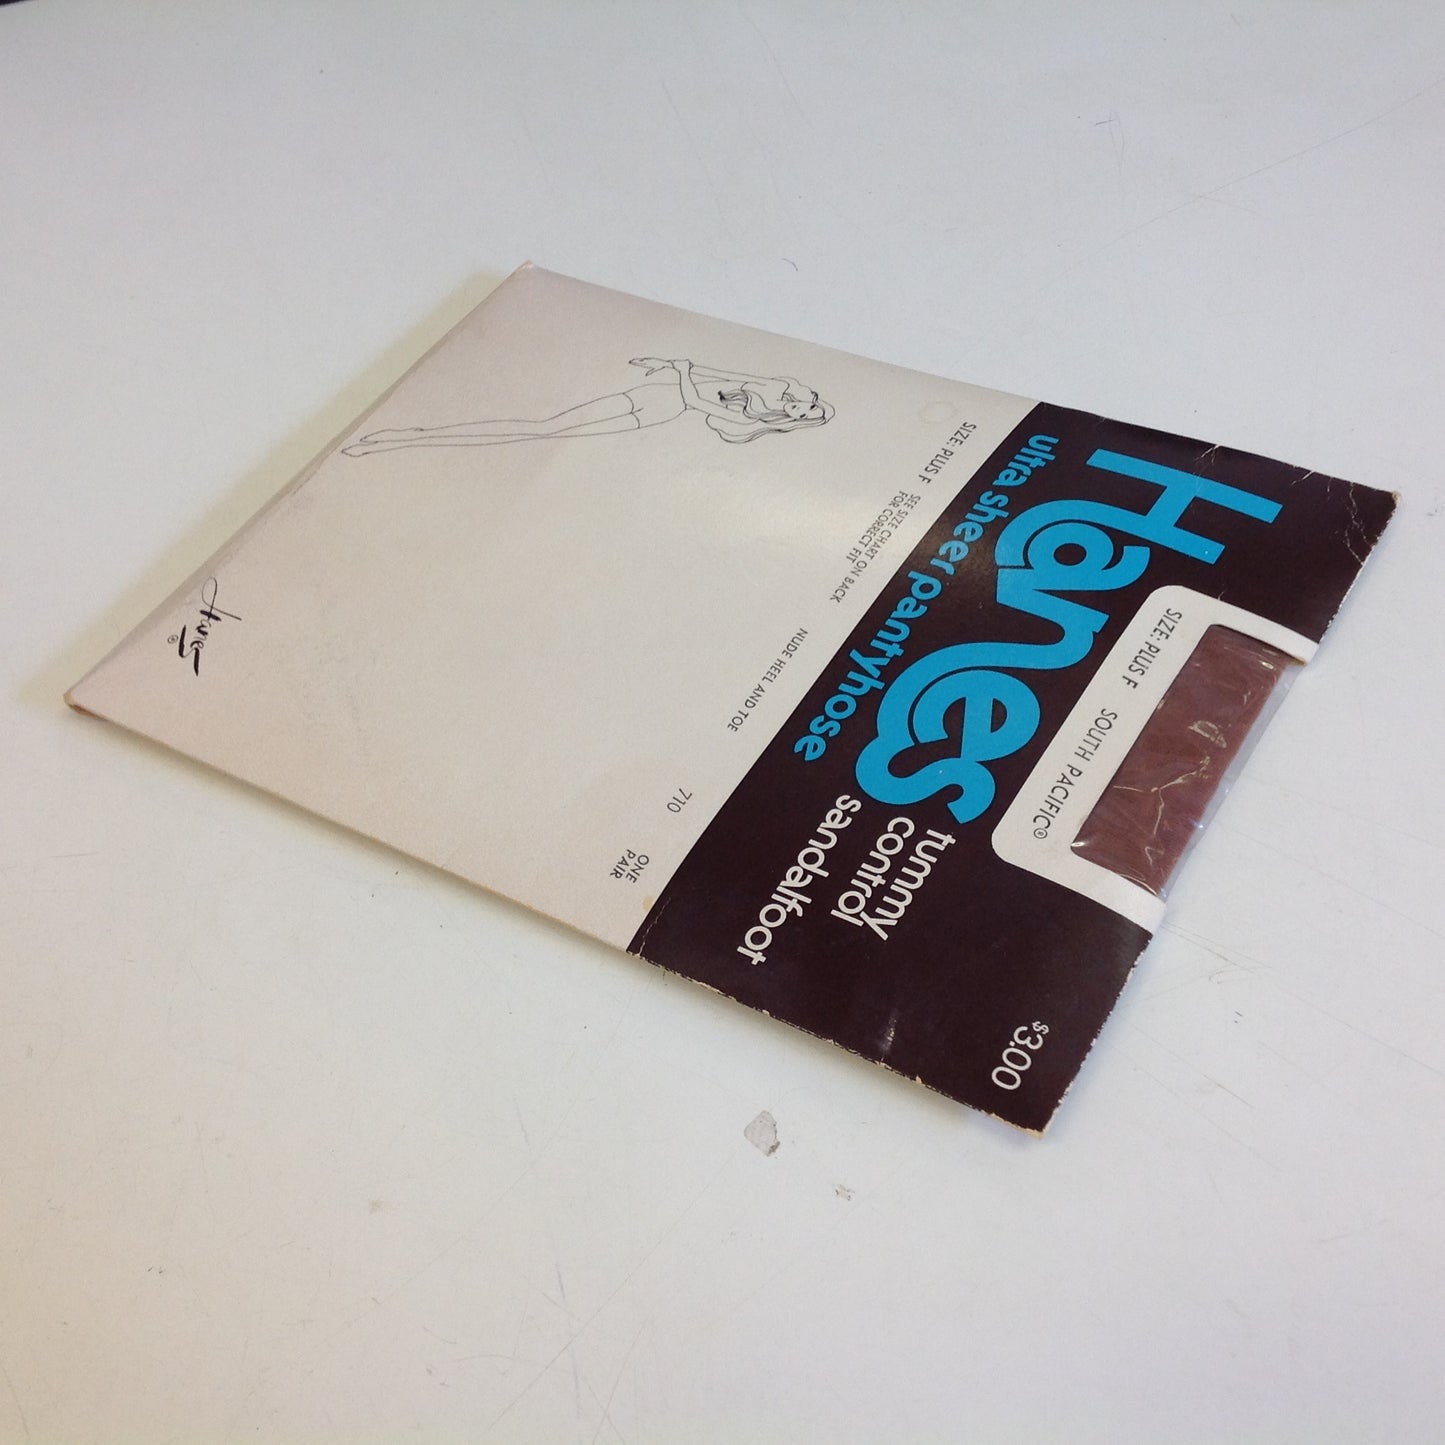 Hanes
ultra sheer pantyhose
tummy
control
sandalfoot
$3.00
SIZE: PLUS F SOUTH PACIFIC®
SIZE: PLUS F
SEE SIZE CHART ON BACK
FOR CORRECT FIT
NUDE HEEL AND TOE
710
ONE
PAIR
Hanes®